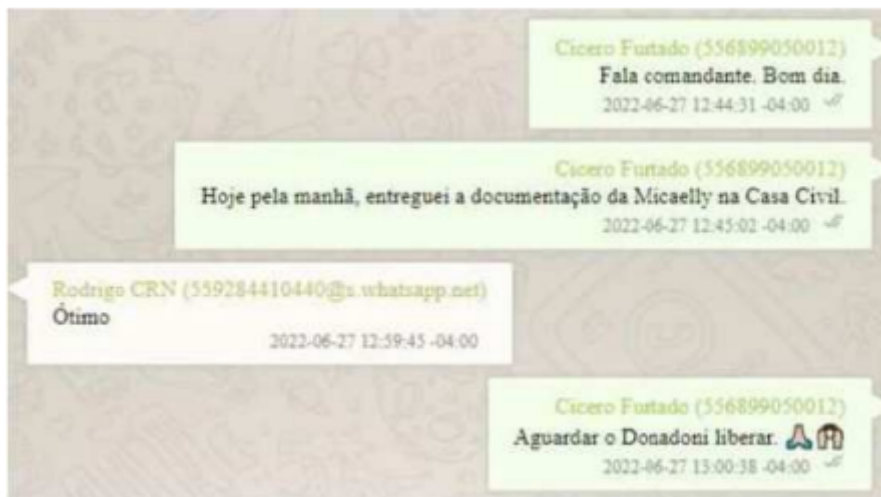 Cicero Furtado (556899050012)
Fala comandante. Bom dia.
2022-06-27 12:44:31 -04:00
Cicero Furtado (556899050012)
Hoje pela manhã, entreguei a documentação da Micaelly na Casa Civil.
2022-06-27 12:45:02 -04:00
Rodrigo CRN (559284410440@s.whatsapp.net)
Ótimo
2022-06-27 12:59:45 -04:00
Cicero Furtado (556899050012)
Aguardar o Donadoni liberar. 🙏🙌
2022-06-27 13:00:38 -04:00